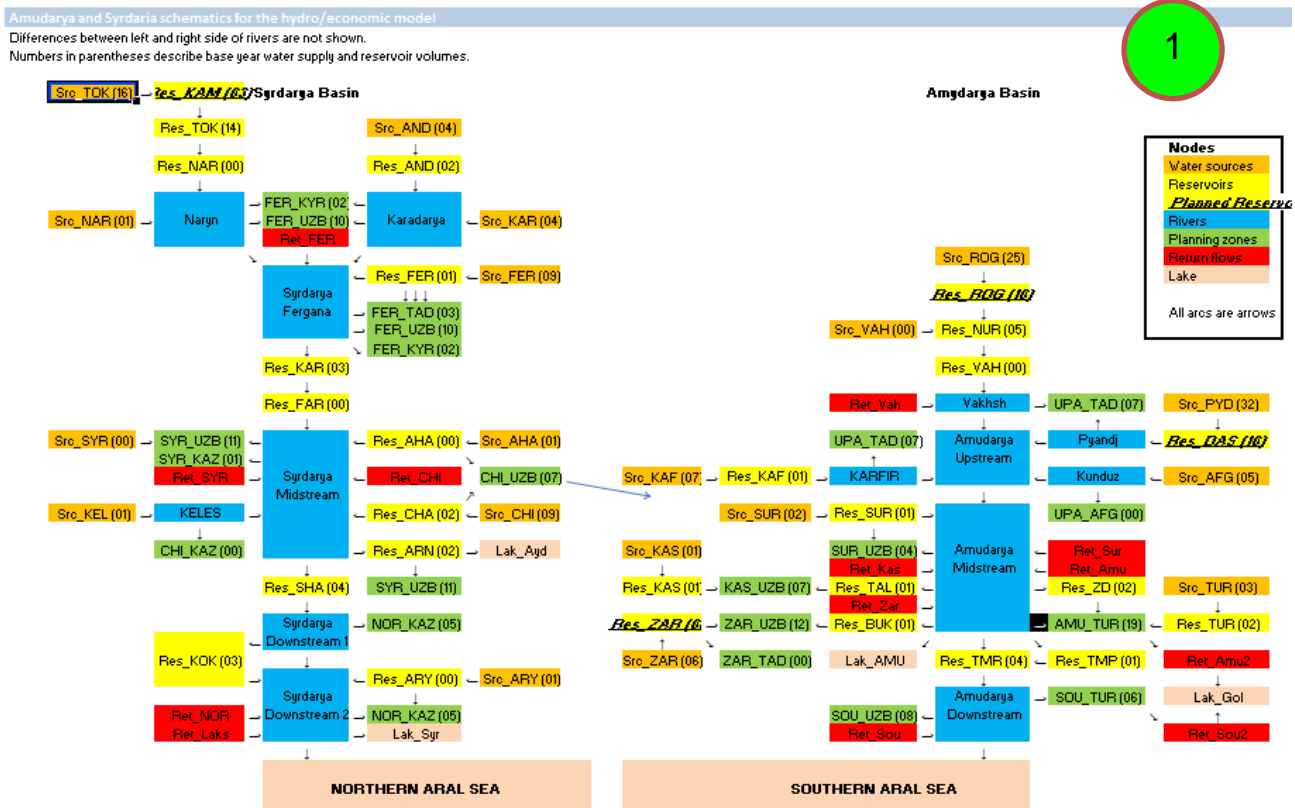 Amudarya and Syrdaria schematics for the hydro/economic model
Differences between left and right side of rivers are not shown.
Numbers in parentheses describe base year water supply and reservoir volumes.
1
Src_TOK (16) Res_KAM (03) Syrdarya Basin Amydarya Basin
Res_TOK (14) Src_AND (04)
Res_NAR (00) Res_AND (02)
Nodes
Water sources
Reservoirs
Planned Reservo
Rivers
Planning zones
Return flows
Lake
All arcs are arrows
FER_KYR (02)
Src_NAR (01) Naryn FER_UZB (10) Karadarya Src_KAR (04)
Ret_FER
Src_ROG (25)
Res_FER (01) Src_FER (09)
Syrdarya
Fergana
Res_ROG (16)
FER_TAD (03)
FER_UZB (10)
FER_KYR (02)
Src_VAH (00) Res_NUR (05)
Res_KAR (03) Res_VAH (00)
Res_FAR (00) Ret_Vah Vakhsh UPA_TAD (07) Src_PYD (32)
Src_SYR (00) SYR_UZB (11) Res_AHA (00) Src_AHA (01)
SYR_KAZ (01)
Ret_SYR Syrdarya
Midstream Ret_CHI CHI_UZB (07)
UPA_TAD (07) Amudarya
Upstream Pyandj Res_DAS (16)
Src_KAF (07) Res_KAF (01) KARFIR Kunduz Src_AFG (05)
Src_KEL (01) KELES Res_CHA (02) Src_CHI (09)
Src_SUR (02) Res_SUR (01) UPA_AFG (00)
CHI_KAZ (00) Res_ARN (02) Lak_Ayd
Src_KAS (01) SUR_UZB (04) Amudarya
Midstream Ret_Sur
Ret_Kas Ret_Amu
Res_SHA (04) SYR_UZB (11)
Res_KAS (01 KAS_UZB (07) Res_TAL (01) Res_ZD (02) Src_TUR (03)
Ret_Zar
Syrdarya
Downstream 1 NOR_KAZ (05)
Res_ZAR (0 ZAR_UZB (12) Res_BUK (01) AMU_TUR (19) Res_TUR (02)
Res_KOK (03)
Src_ZAR (06) ZAR_TAD (00) Lak_AMU Res_TMR (04) Res_TMP (01) Ret_Amu2
Res_ARY (00) Src_ARY (01)
Syrdarya
Downstream 2
Amudarya
Downstream SOU_TUR (06) Lak_Gol
Ret_NOR NOR_KAZ (05) SOU_UZB (08)
Ret_Laks Lak_Syr Ret_Sou Ret_Sou2
NORTHERN ARAL SEA SOUTHERN ARAL SEA